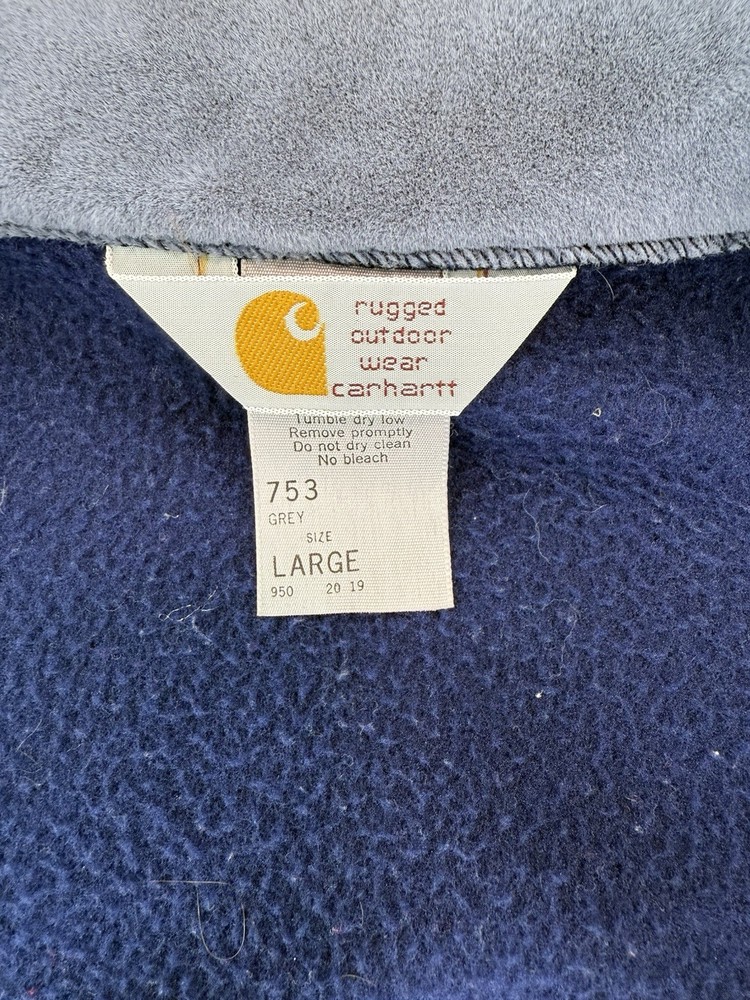 rugged
outdoor
wear
carhartt
Tumble dry low
Remove promptly
Do not dry clean
No bleach
753
GREY
SIZE
LARGE
950 20 19